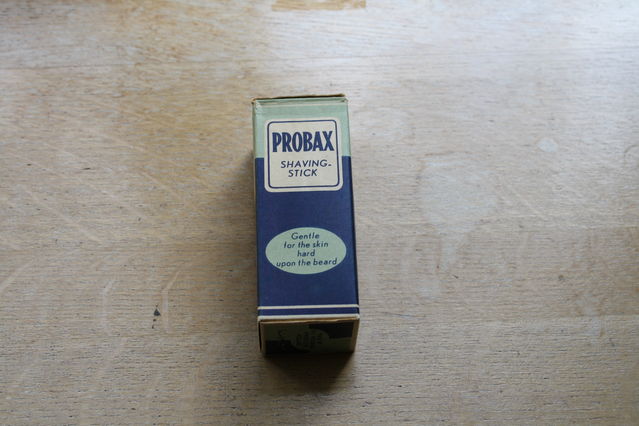 PROBAX
SHAVING-
STICK
Gentle
for the skin
hard
upon the beard